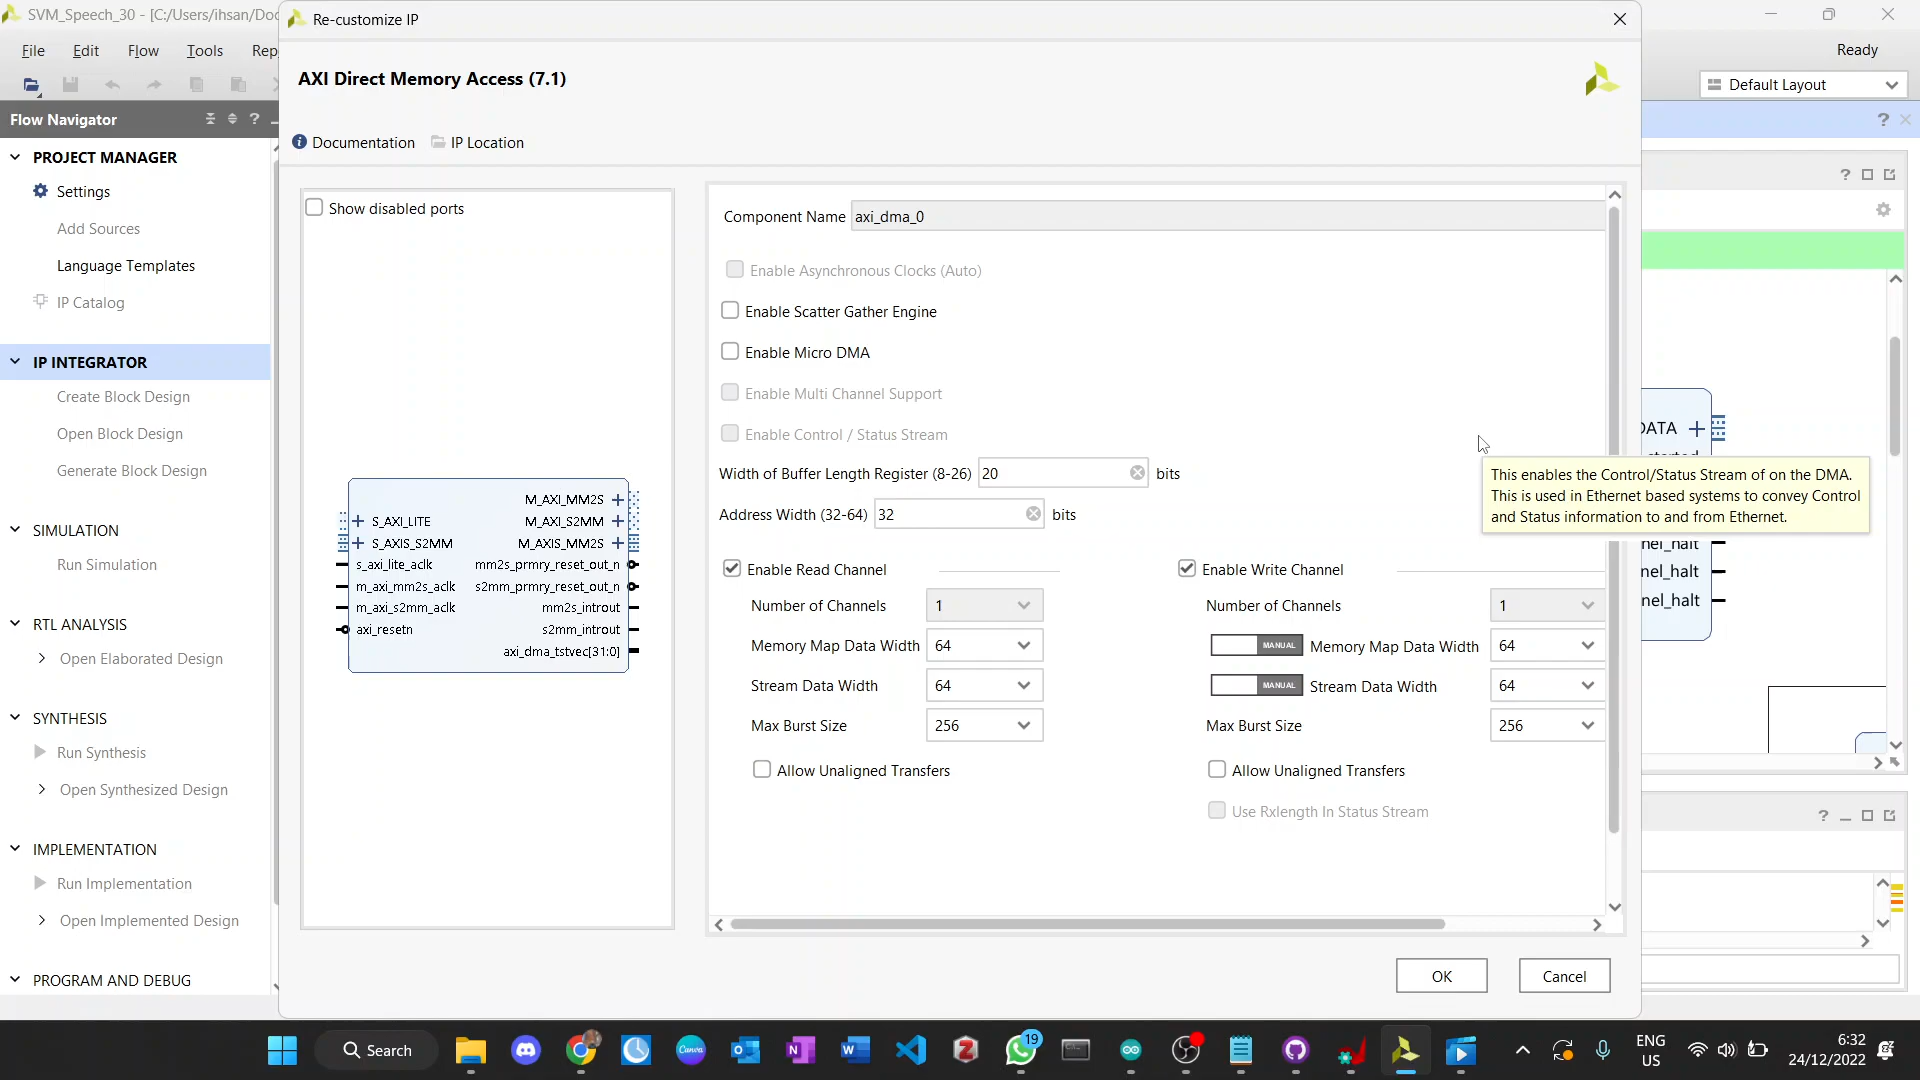 SVM_Speech_30 - [C:/Users/ihsan/Doc
Re-customize IP
File Edit Flow Tools Rep
Ready
AXI Direct Memory Access (7.1)
Default Layout
Flow Navigator
Documentation IP Location
PROJECT MANAGER
Settings
Add Sources
Language Templates
IP Catalog
IP INTEGRATOR
Create Block Design
Open Block Design
Generate Block Design
SIMULATION
Run Simulation
RTL ANALYSIS
Open Elaborated Design
SYNTHESIS
Run Synthesis
Open Synthesized Design
IMPLEMENTATION
Run Implementation
Open Implemented Design
PROGRAM AND DEBUG
Show disabled ports
M_AXI_MM2S
S_AXI_LITE M_AXI_S2MM
S_AXIS_S2MM M_AXIS_MM2S
s_axi_lite_aclk mm2s_prmry_reset_out_n
m_axi_mm2s_aclk s2mm_prmry_reset_out_n
m_axi_s2mm_aclk mm2s_introut
axi_resetn s2mm_introut
axi_dma_tstvec[31:0]
Component Name axi_dma_0
Enable Asynchronous Clocks (Auto)
Enable Scatter Gather Engine
Enable Micro DMA
Enable Multi Channel Support
Enable Control / Status Stream
Width of Buffer Length Register (8-26) 20 bits
Address Width (32-64) 32 bits
Enable Read Channel
Number of Channels 1
Memory Map Data Width 64
Stream Data Width 64
Max Burst Size 256
Allow Unaligned Transfers
Enable Write Channel
Number of Channels 1
MANUAL Memory Map Data Width 64
MANUAL Stream Data Width 64
Max Burst Size 256
Allow Unaligned Transfers
Use Rxlength In Status Stream
OK Cancel
DATA
This enables the Control/Status Stream of on the DMA.
This is used in Ethernet based systems to convey Control
and Status information to and from Ethernet.
nel_halt
nel_halt
nel_halt
Search
19
ENG
US
6:32
24/12/2022